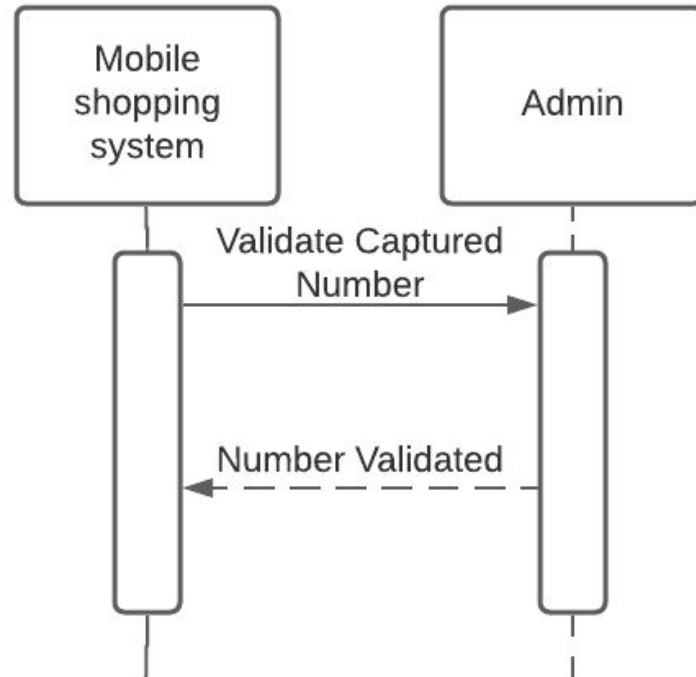 Mobile
shopping
system
Admin
Validate Captured
Number
Number Validated